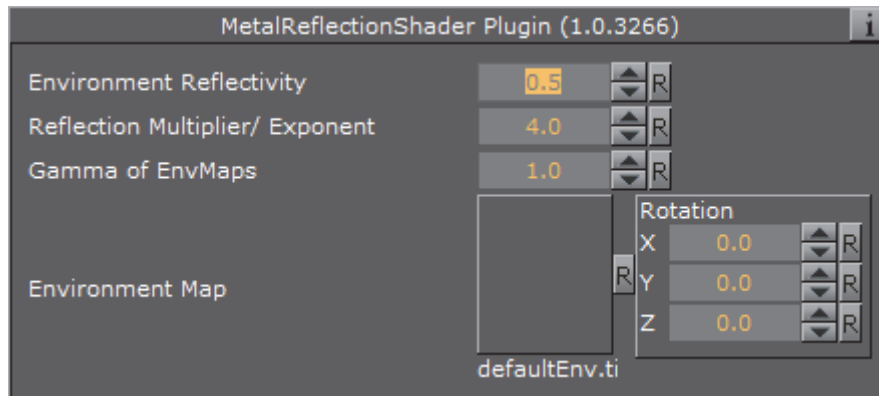 MetalReflectionShader Plugin (1.0.3266) i
Environment Reflectivity 0.5 R
Reflection Multiplier/ Exponent 4.0 R
Gamma of EnvMaps 1.0 R
Rotation
X 0.0 R
Environment Map R Y 0.0 R
Z 0.0 R
defaultEnv.ti